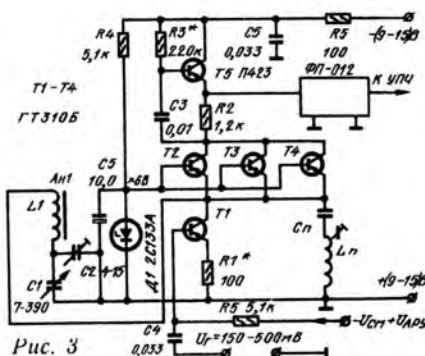 R4
5,1к
R3*
220к
C5
0,033
R5
100
-(9-15)В
Т5 П423
ФП-012
К УПЧ
Т1-Т4
ГТ310Б
C3
0,01
R2
1,2к
Т2
Т3
Т4
Ан1
L1
C5
10,0
-6В
Д1 2С133А
Т1
Сп
Lп
C2 4-15
C1
7-390
R1*
100
+(9-15)В
R5 5,1к
-Uсм+Uару
C4
0,033
Uг=150-500мВ
Рис. 3